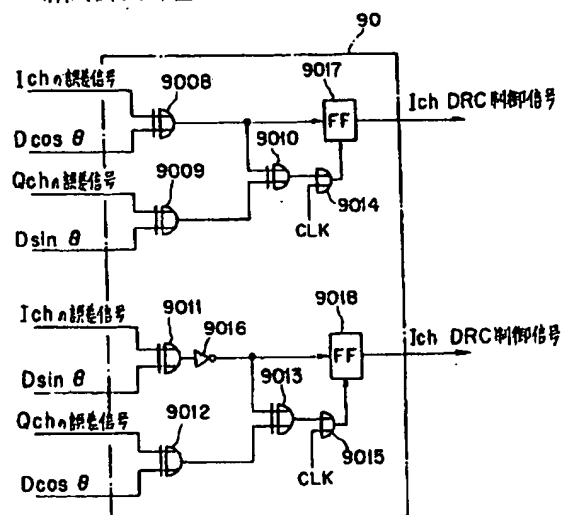 90
Ichの誤差信号
9008
9017
FF
Ich DRC制御信号
Dcos θ
9010
Qchの誤差信号
9009
9014
CLK
Dsin θ
Ichの誤差信号
9011
9016
9018
FF
Ich DRC制御信号
Dsin θ
9013
Qchの誤差信号
9012
9015
CLK
Dcos θ